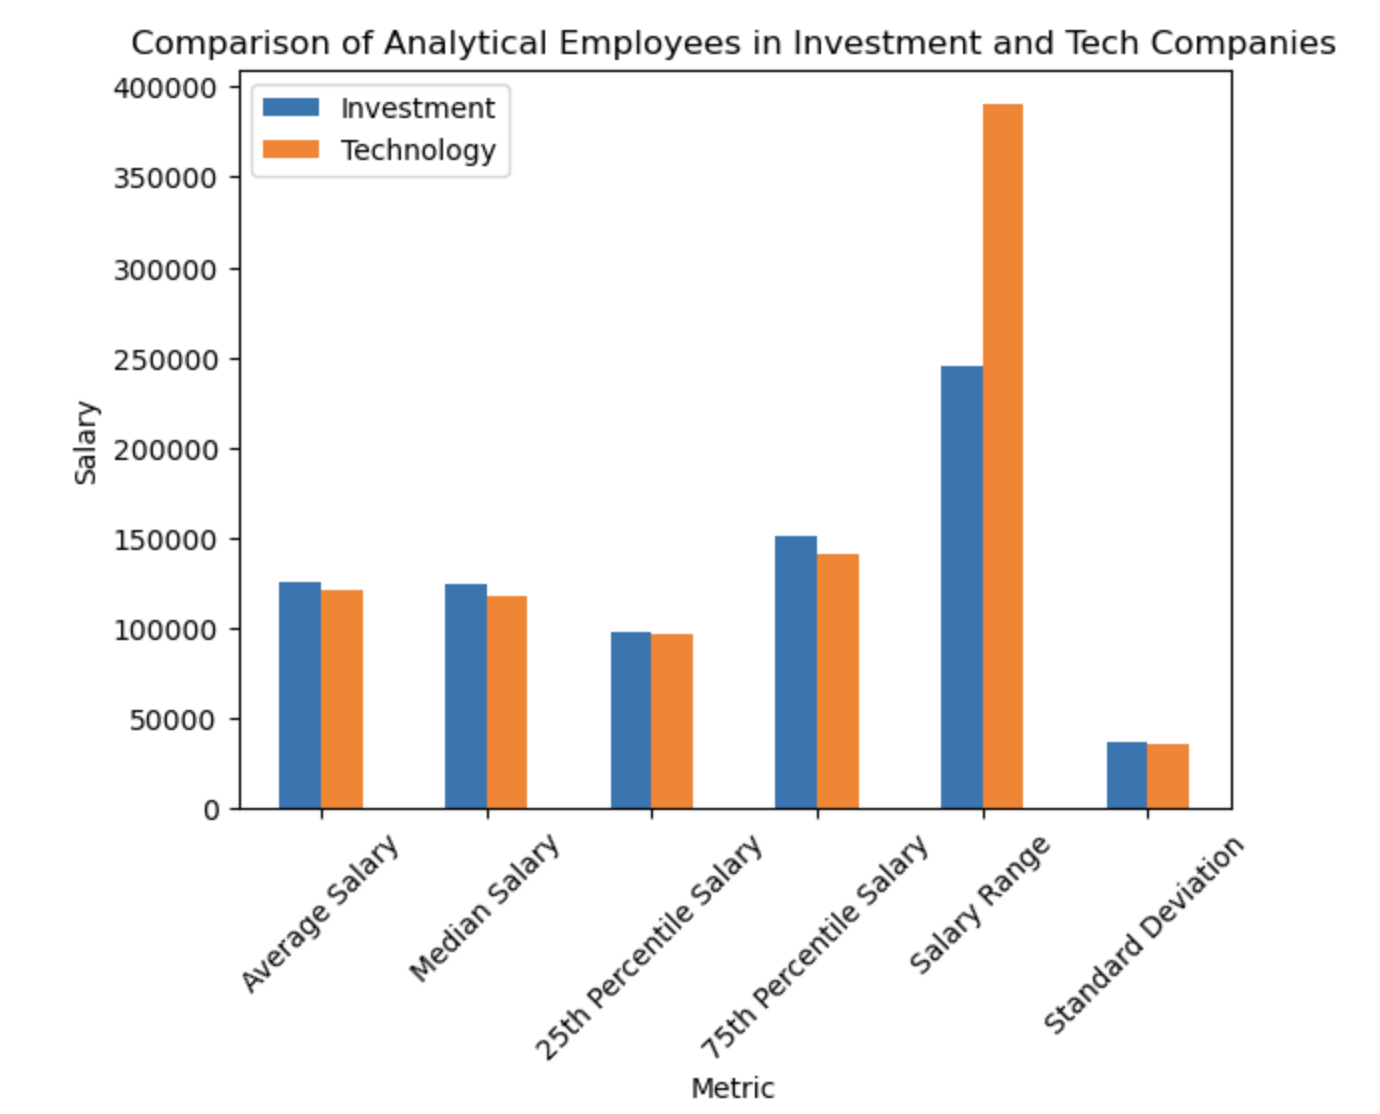 Comparison of Analytical Employees in Investment and Tech Companies
Investment
Technology
400000
350000
300000
250000
200000
150000
100000
50000
0
Salary
Average Salary
Median Salary
25th Percentile Salary
75th Percentile Salary
Salary Range
Standard Deviation
Metric